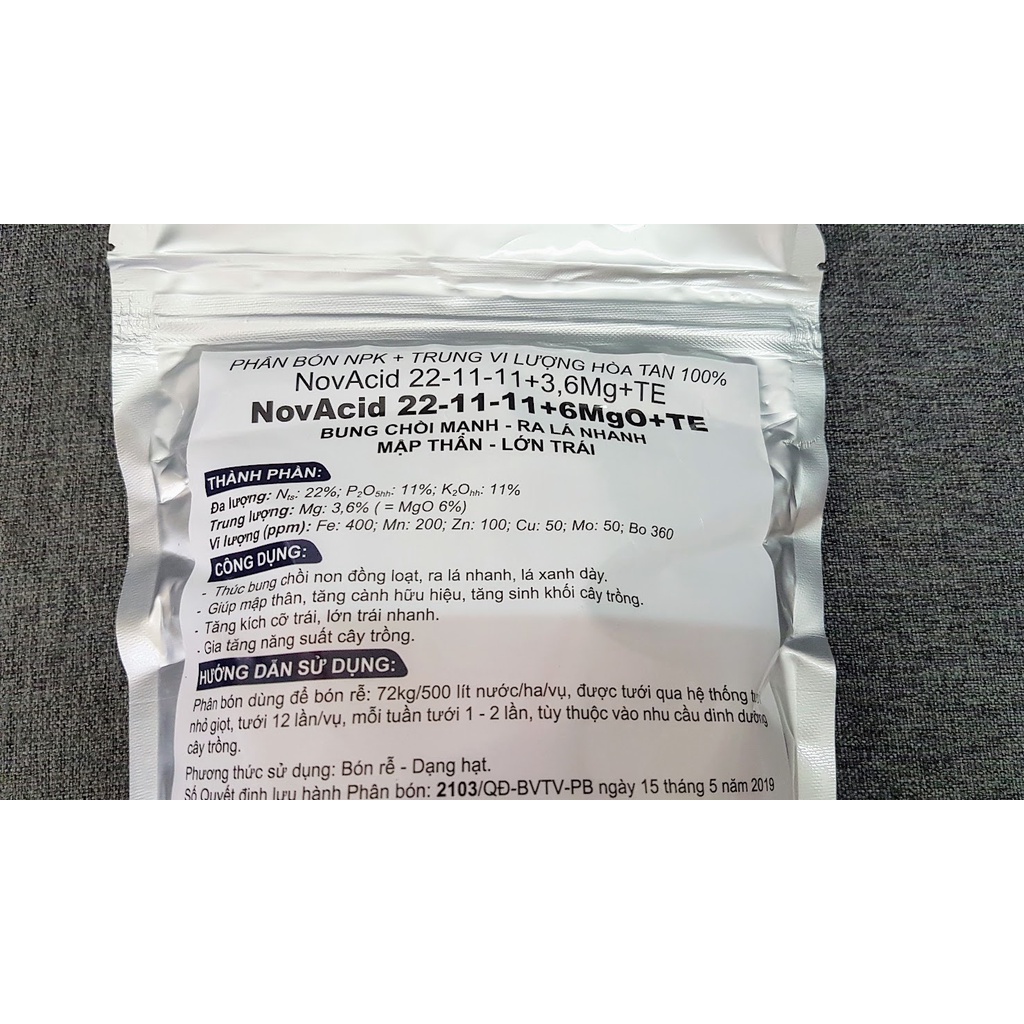 PHÂN BÓN NPK + TRUNG VI LƯỢNG HÒA TAN 100%
NovAcid 22-11-11+3,6Mg+TE
NovAcid 22-11-11+6MgO+TE
BUNG CHỒI MẠNH - RA LÁ NHANH
MẬP THÂN - LỚN TRÁI
THÀNH PHẦN:
Đa lượng: Nts: 22%; P2O5hh: 11%; K2Ohh: 11%
Trung lượng: Mg: 3,6% ( = MgO 6%)
Vi lượng (ppm): Fe: 400; Mn: 200; Zn: 100; Cu: 50; Mo: 50; Bo 360
CÔNG DỤNG:
- Thúc bung chồi non đồng loạt, ra lá nhanh, lá xanh dày.
- Giúp mập thân, tăng cành hữu hiệu, tăng sinh khối cây trồng.
- Tăng kích cỡ trái, lớn trái nhanh.
- Gia tăng năng suất cây trồng.
HƯỚNG DẪN SỬ DỤNG:
Phân bón dùng để bón rễ: 72kg/500 lít nước/ha/vụ, được tưới qua hệ thống
nhỏ giọt, tưới 12 lần/vụ, mỗi tuần tưới 1 - 2 lần, tùy thuộc vào nhu cầu dinh dưỡng
cây trồng.
Phương thức sử dụng: Bón rễ - Dạng hạt.
Số Quyết định lưu hành Phân bón: 2103/QĐ-BVTV-PB ngày 15 tháng 5 năm 2019